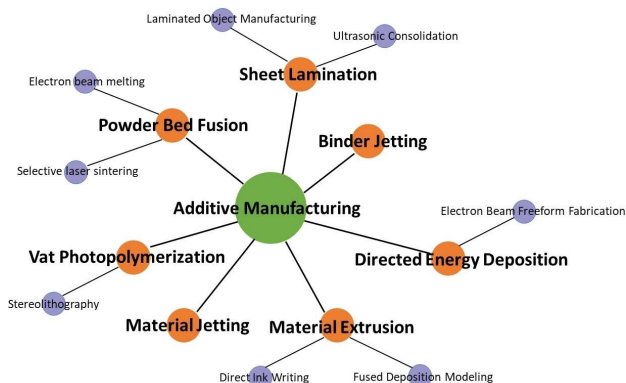 Laminated Object Manufacturing
Ultrasonic Consolidation
Sheet Lamination
Electron beam melting
Powder Bed Fusion
Binder Jetting
Selective laser sintering
Additive Manufacturing
Electron Beam Freeform Fabrication
Vat Photopolymerization
Directed Energy Deposition
Stereolithography
Material Jetting
Material Extrusion
Direct Ink Writing
Fused Deposition Modeling